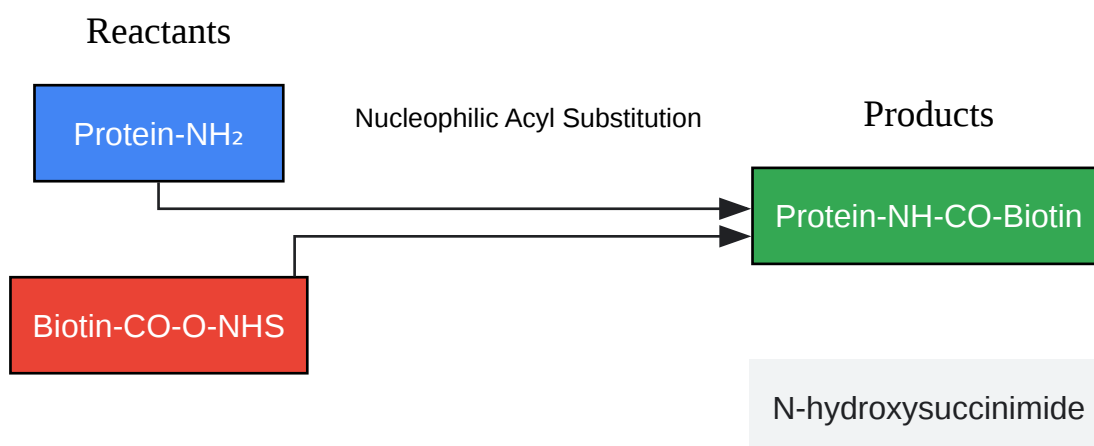 Reactants
Protein-NH₂
Nucleophilic Acyl Substitution
Products
Protein-NH-CO-Biotin
Biotin-CO-O-NHS
N-hydroxysuccinimide